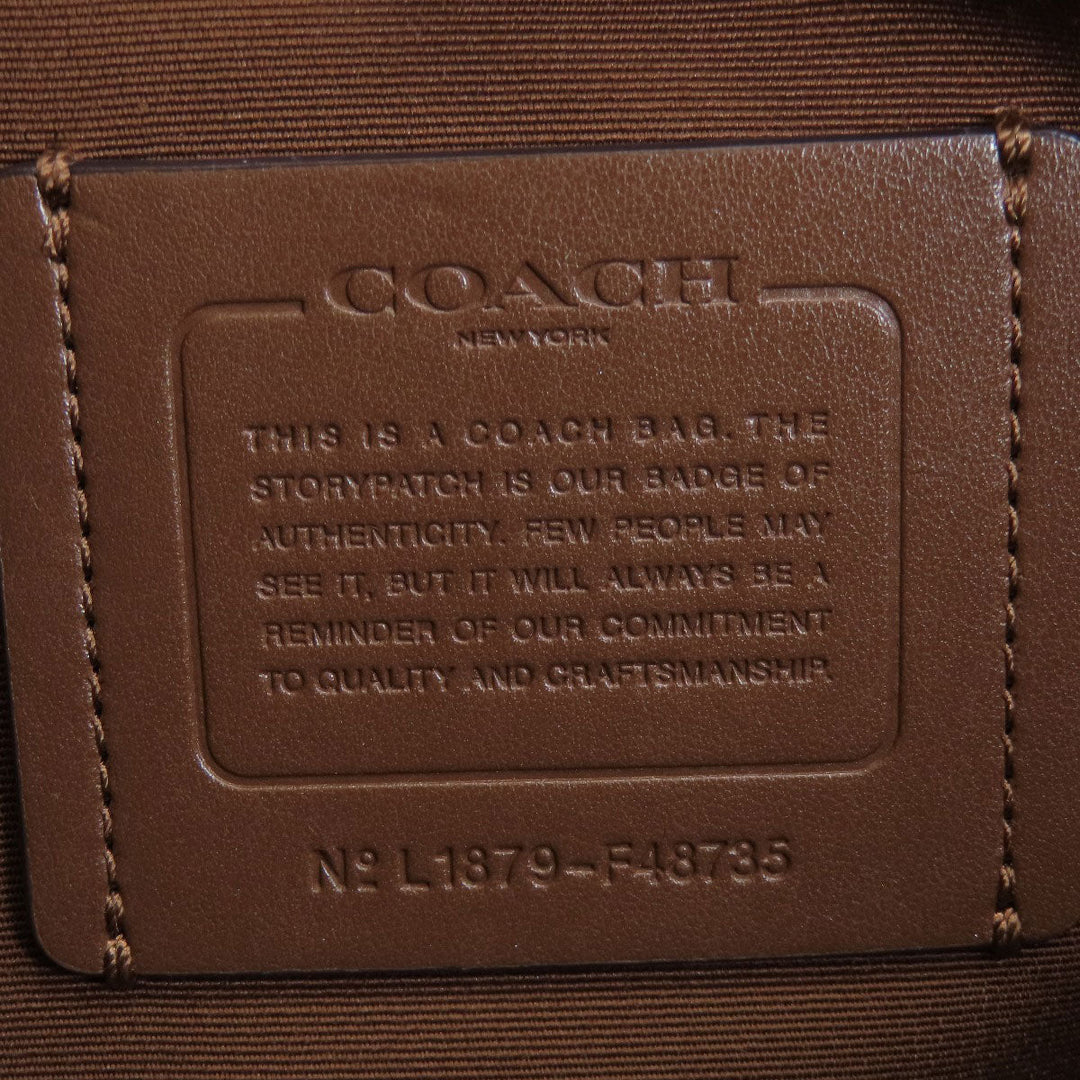 COACH
NEW YORK
THIS IS A COACH BAG. THE
STORYPATCH IS OUR BADGE OF
AUTHENTICITY. FEW PEOPLE MAY
SEE IT, BUT IT WILL ALWAYS BE A
REMINDER OF OUR COMMITMENT
TO QUALITY AND CRAFTSMANSHIP.
Nº L1879-F48735